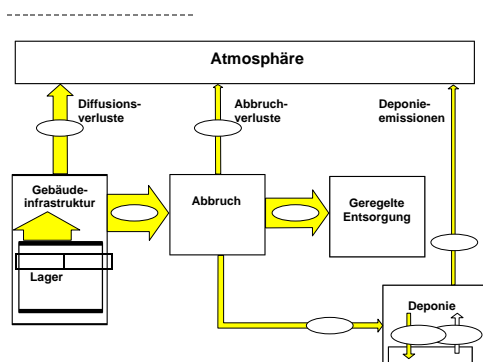 Atmosphäre
Diffusions-
verluste
Abbruch-
verluste
Deponie-
emissionen
Gebäude-
infrastruktur
Lager
Abbruch
Geregelte
Entsorgung
Deponie